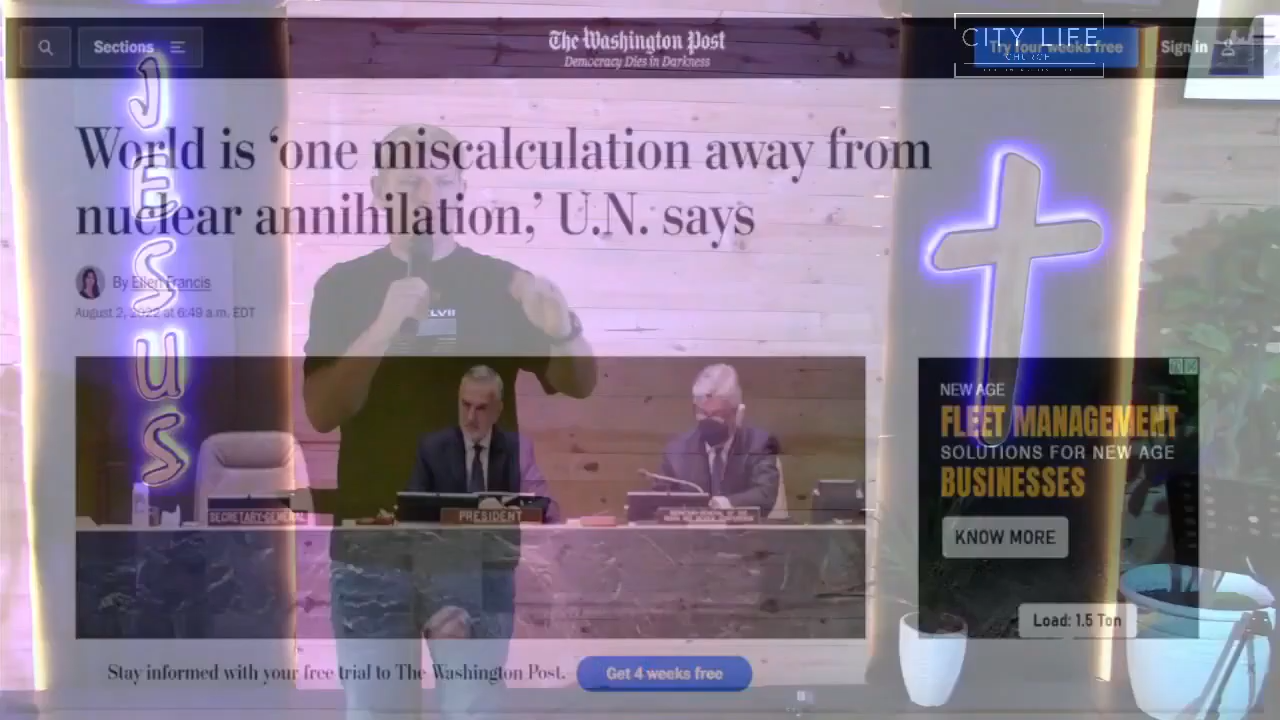 Sections
The Washington Post
Democracy Dies in Darkness
CITY LIFE
CHURCH
Try four weeks free
Sign in
JESUS
World is ‘one miscalculation away from
nuclear annihilation,’ U.N. says
By Ellen Francis
August 2, 2022 at 6:49 a.m. EDT
ELVII
SECRETARY-GENERAL
PRESIDENT
NEW AGE
FLEET MANAGEMENT
SOLUTIONS FOR NEW AGE
BUSINESSES
KNOW MORE
Load: 1.5 Ton
Stay informed with your free trial to The Washington Post.
Get 4 weeks free